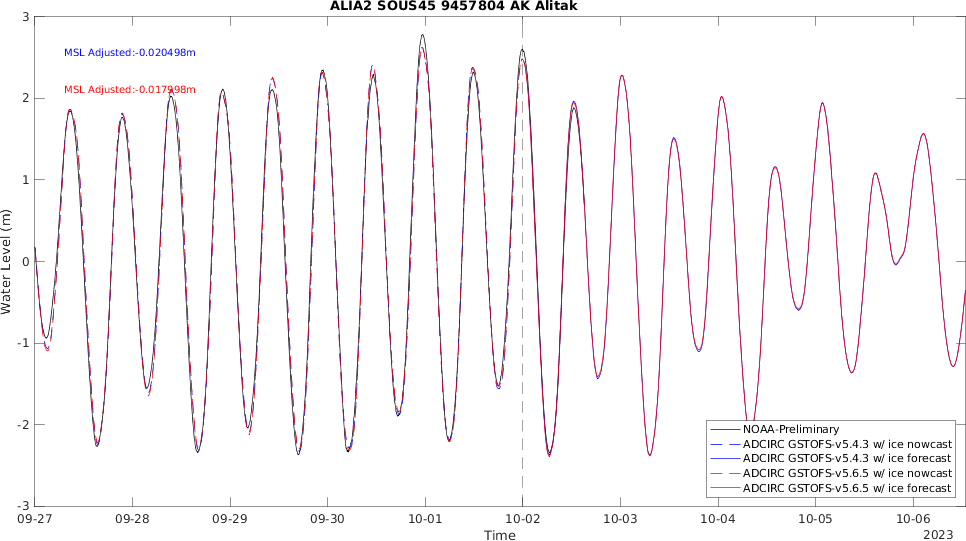 ALIA2 SOUS45 9457804 AK Alitak
3
MSL Adjusted:-0.020498m
MSL Adjusted:-0.017998m
2
1
0
-1
-2
-3
Water Level (m)
NOAA-Preliminary
ADCIRC GSTOFS-v5.4.3 w/ ice nowcast
ADCIRC GSTOFS-v5.4.3 w/ ice forecast
ADCIRC GSTOFS-v5.6.5 w/ ice nowcast
ADCIRC GSTOFS-v5.6.5 w/ ice forecast
09-27 09-28 09-29 09-30 10-01 10-02 10-03 10-04 10-05 10-06
Time
2023